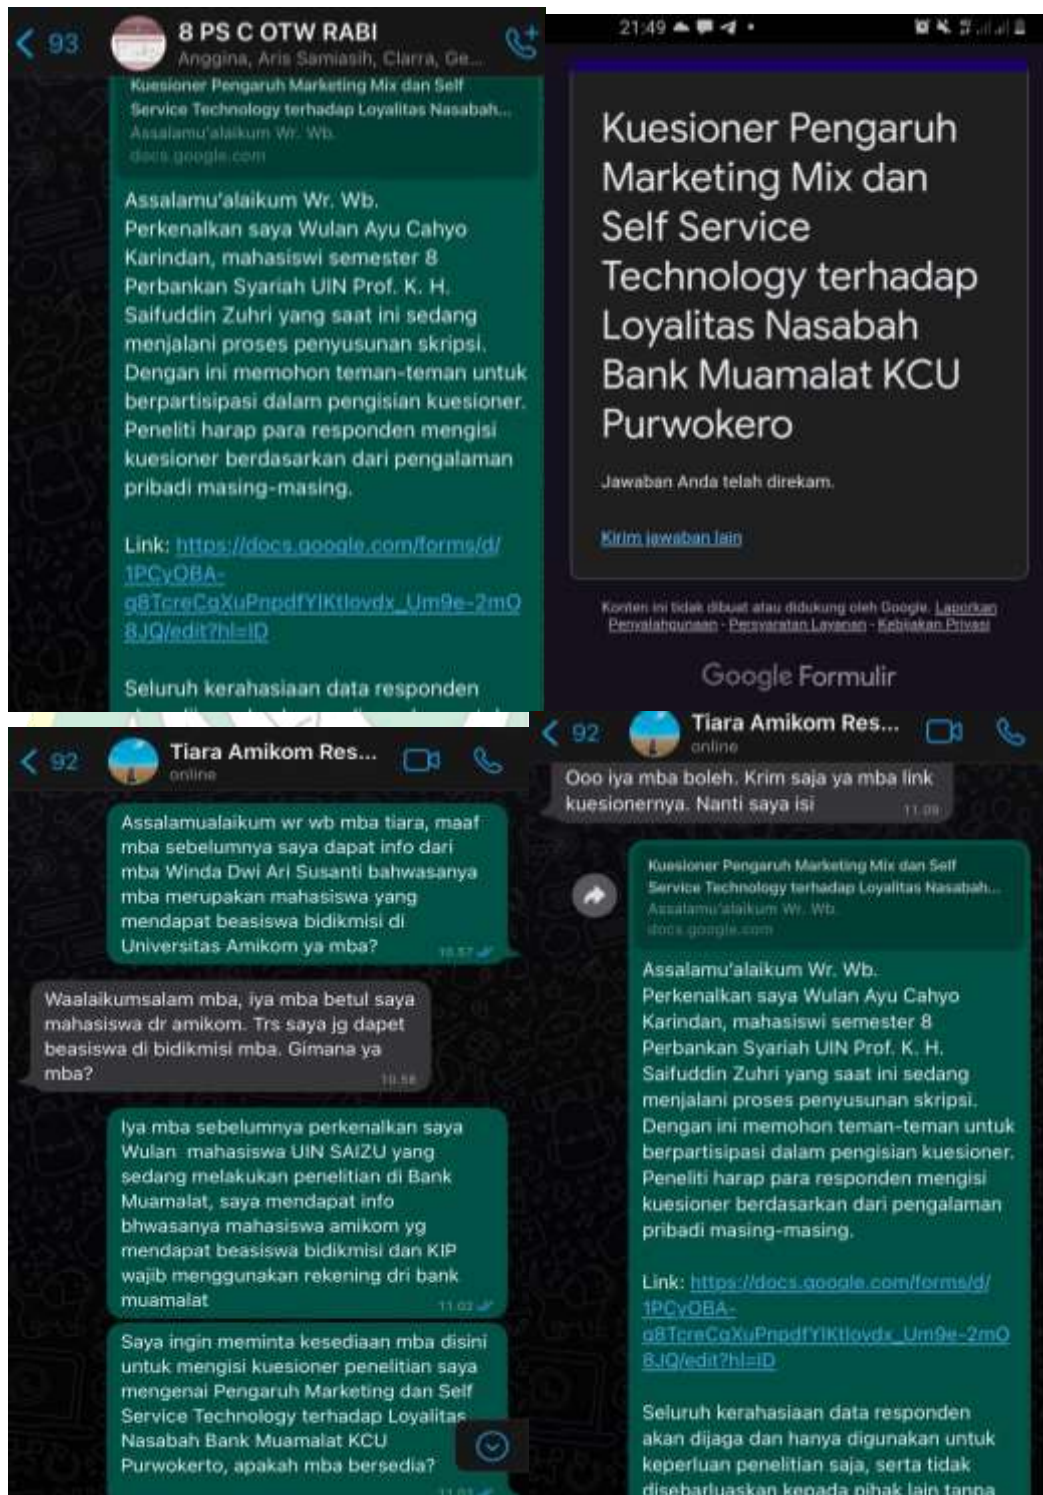 93
8 PS C OTW RABI
Anggina, Aris Samiasih, Clarra, Ge...
Kuesioner Pengaruh Marketing Mix dan Self
Service Technology terhadap Loyalitas Nasabah...
Assalamu'alaikum Wr. Wb.
docs.google.com
Assalamu'alaikum Wr. Wb.
Perkenalkan saya Wulan Ayu Cahyo
Karindan, mahasiswi semester 8
Perbankan Syariah UIN Prof. K. H.
Saifuddin Zuhri yang saat ini sedang
menjalani proses penyusunan skripsi.
Dengan ini memohon teman-teman untuk
berpartisipasi dalam pengisian kuesioner.
Peneliti harap para responden mengisi
kuesioner berdasarkan dari pengalaman
pribadi masing-masing.
Link: https://docs.google.com/forms/d/
1PCyOBA-
g8TcreCgXuPnpdfYIKtlovdx_Um9e-2mO
8JQ/edit?hl=ID
Seluruh kerahasiaan data responden
21:49
Kuesioner Pengaruh
Marketing Mix dan
Self Service
Technology terhadap
Loyalitas Nasabah
Bank Muamalat KCU
Purwokero
Jawaban Anda telah direkam.
Kirim jawaban lain
Konten ini tidak dibuat atau didukung oleh Google. Laporkan
Penyalahgunaan - Persyaratan Layanan - Kebijakan Privasi
Google Formulir
92
Tiara Amikom Res...
online
Assalamualaikum wr wb mba tiara, maaf
mba sebelumnya saya dapat info dari
mba Winda Dwi Ari Susanti bahwasanya
mba merupakan mahasiswa yang
mendapat beasiswa bidikmisi di
Universitas Amikom ya mba?
10.57
Waalaikumsalam mba, iya mba betul saya
mahasiswa dr amikom. Trs saya jg dapet
beasiswa di bidikmisi mba. Gimana ya
mba?
10.58
Iya mba sebelumnya perkenalkan saya
Wulan mahasiswa UIN SAIZU yang
sedang melakukan penelitian di Bank
Muamalat, saya mendapat info
bhwasanya mahasiswa amikom yg
mendapat beasiswa bidikmisi dan KIP
wajib menggunakan rekening dri bank
muamalat
11.02
Saya ingin meminta kesediaan mba disini
untuk mengisi kuesioner penelitian saya
mengenai Pengaruh Marketing dan Self
Service Technology terhadap Loyalitas
Nasabah Bank Muamalat KCU
Purwokerto, apakah mba bersedia?
92
Tiara Amikom Res...
online
Ooo iya mba boleh. Krim saja ya mba link
kuesionernya. Nanti saya isi
11.09
Kuesioner Pengaruh Marketing Mix dan Self
Service Technology terhadap Loyalitas Nasabah...
Assalamu'alaikum Wr. Wb.
docs.google.com
Assalamu'alaikum Wr. Wb.
Perkenalkan saya Wulan Ayu Cahyo
Karindan, mahasiswi semester 8
Perbankan Syariah UIN Prof. K. H.
Saifuddin Zuhri yang saat ini sedang
menjalani proses penyusunan skripsi.
Dengan ini memohon teman-teman untuk
berpartisipasi dalam pengisian kuesioner.
Peneliti harap para responden mengisi
kuesioner berdasarkan dari pengalaman
pribadi masing-masing.
Link: https://docs.google.com/forms/d/
1PCyOBA-
g8TcreCgXuPnpdfYIKtlovdx_Um9e-2mO
8JQ/edit?hl=ID
Seluruh kerahasiaan data responden
akan dijaga dan hanya digunakan untuk
keperluan penelitian saja, serta tidak
disebarluaskan kepada pihak lain tanpa